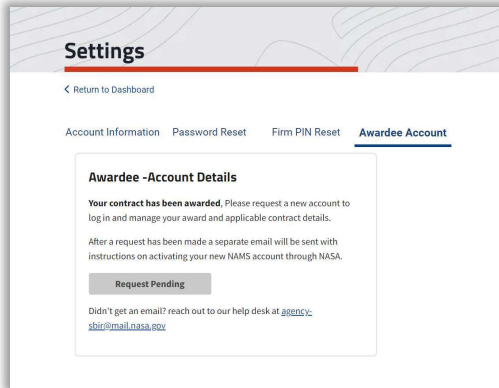 Settings
Return to Dashboard
Account Information Password Reset Firm PIN Reset Awardee Account
Awardee -Account Details
Your contract has been awarded, Please request a new account to
log in and manage your award and applicable contract details.
After a request has been made a separate email will be sent with
instructions on activating your new NAMS account through NASA.
Request Pending
Didn't get an email? reach out to our help desk at agency-
sbir@mail.nasa.gov